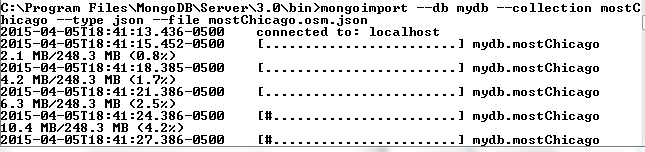 C:\Program Files\MongoDB\Server\3.0\bin>mongoimport --db mydb --collection mostC
hicago --type json --file mostChicago.osm.json
2015-04-05T18:41:13.436-0500    connected to: localhost
2015-04-05T18:41:15.452-0500    [........................] mydb.mostChicago
2.1 MB/248.3 MB (0.8%)
2015-04-05T18:41:18.385-0500    [........................] mydb.mostChicago
4.2 MB/248.3 MB (1.7%)
2015-04-05T18:41:21.386-0500    [........................] mydb.mostChicago
6.3 MB/248.3 MB (2.5%)
2015-04-05T18:41:24.386-0500    [#.......................] mydb.mostChicago
10.4 MB/248.3 MB (4.2%)
2015-04-05T18:41:27.386-0500    [#.......................] mydb.mostChicago